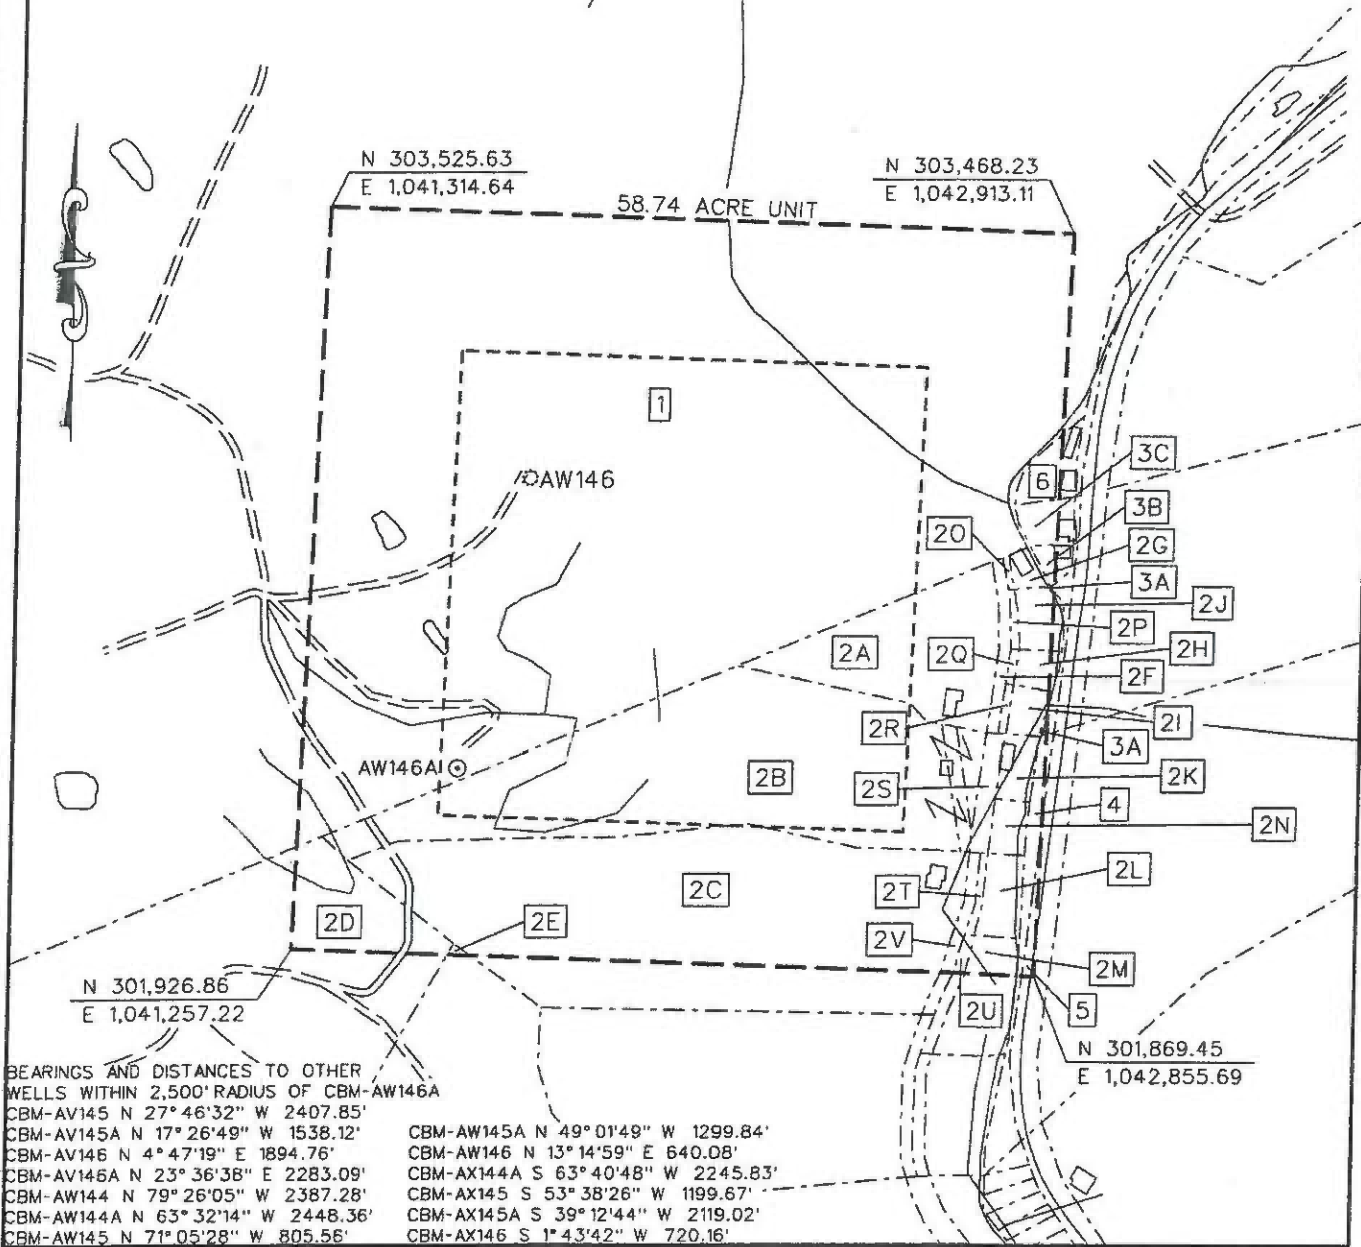 N 303,525.63
E 1,041,314.64
N 303,468.23
E 1,042,913.11
58.74 ACRE UNIT
1
AW146
6
3C
3B
2O
2G
3A
2J
2P
2A
2Q
2H
2F
2R
2I
3A
AW146A
2B
2S
2K
4
2N
2C
2T
2L
2D
2E
2V
2M
2U
5
N 301,926.86
E 1,041,257.22
N 301,869.45
E 1,042,855.69
BEARINGS AND DISTANCES TO OTHER
WELLS WITHIN 2,500' RADIUS OF CBM-AW146A
CBM-AV145 N 27°46'32" W 2407.85'
CBM-AV145A N 17°26'49" W 1538.12'
CBM-AV146 N 4°47'19" E 1894.76'
CBM-AV146A N 23°36'38" E 2283.09'
CBM-AW144 N 79°26'05" W 2387.28'
CBM-AW144A N 63°32'14" W 2448.36'
CBM-AW145 N 71°05'28" W 805.56'
CBM-AW145A N 49°01'49" W 1299.84'
CBM-AW146 N 13°14'59" E 640.08'
CBM-AX144A S 63°40'48" W 2245.83'
CBM-AX145 S 53°38'26" W 1199.67'
CBM-AX145A S 39°12'44" W 2119.02'
CBM-AX146 S 1°43'42" W 720.16'